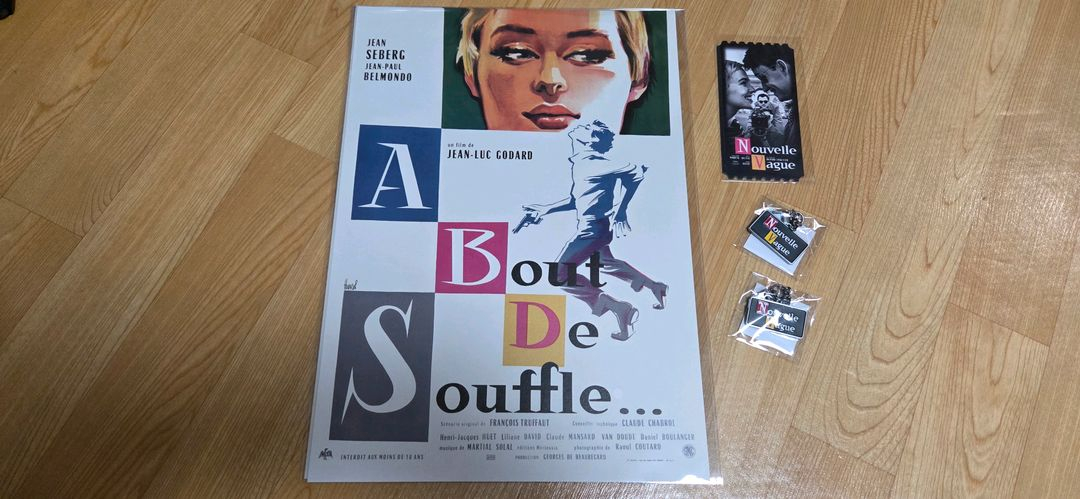 JEAN
SEBERG
JEAN-PAUL
BELMONDO
un film de
JEAN-LUC GODARD
A
Bout
De
Souffle...
Scénario original de FRANÇOIS TRUFFAUT Conseiller technique CLAUDE CHABROL
Henri-Jacques HUET Liliane DAVID Claude MANSARD VAN DOUDE Daniel BOULANGER
musique de MARTIAL SOLAL éditions Hortensia photographie de Raoul COUTARD
INTERDIT AUX MOINS DE 18 ANS PRODUCTION GEORGES DE BEAUREGARD
Nouvelle
Vague
Nouvelle
Vague
Nouvelle
Vague